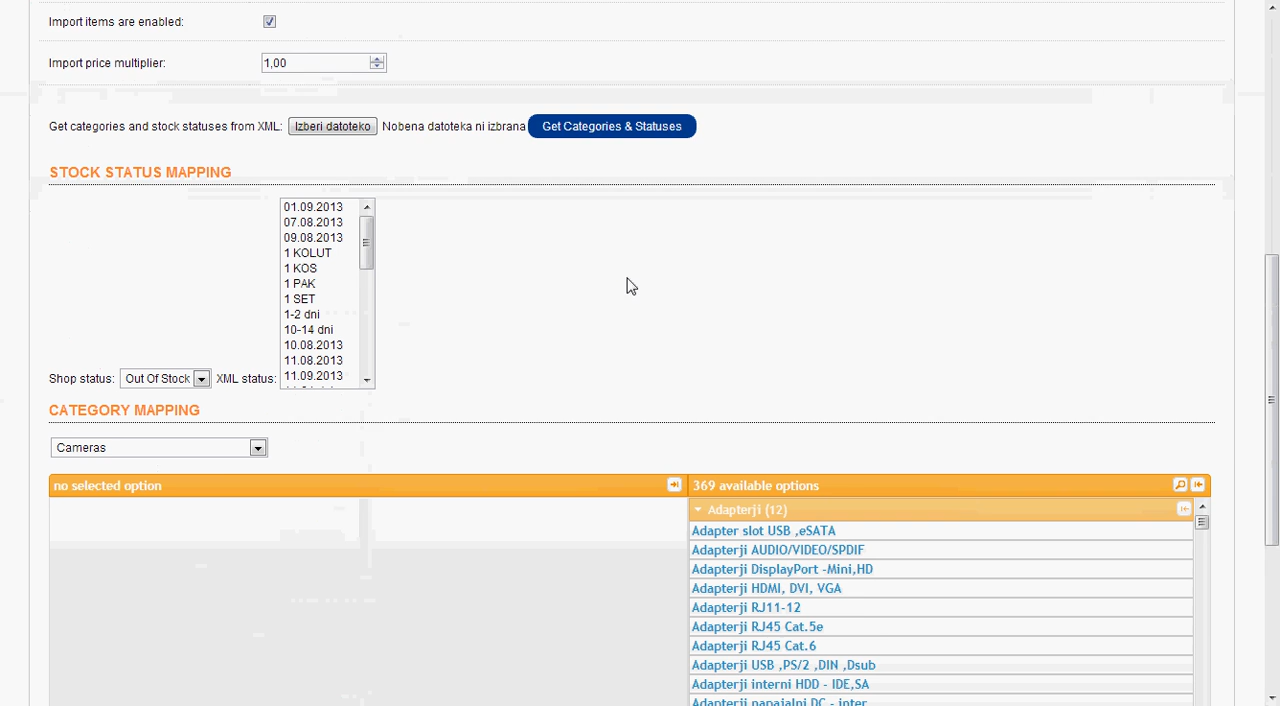 Import items are enabled:
Import price multiplier: 1,00
Get categories and stock statuses from XML: Izberi datoteko Nobena datoteka ni izbrana Get Categories & Statuses
STOCK STATUS MAPPING
01.09.2013
07.08.2013
09.08.2013
1 KOLUT
1 KOS
1 PAK
1 SET
1-2 dni
10-14 dni
10.08.2013
11.08.2013
11.09.2013
Shop status: Out Of Stock XML status:
CATEGORY MAPPING
Cameras
no selected option
369 available options
Adapterji (12)
Adapter slot USB ,eSATA
Adapterji AUDIO/VIDEO/SPDIF
Adapterji DisplayPort -Mini,HD
Adapterji HDMI, DVI, VGA
Adapterji RJ11-12
Adapterji RJ45 Cat.5e
Adapterji RJ45 Cat.6
Adapterji USB ,PS/2 ,DIN ,Dsub
Adapterji interni HDD - IDE,SA
Adapterji napajalni DC - inter